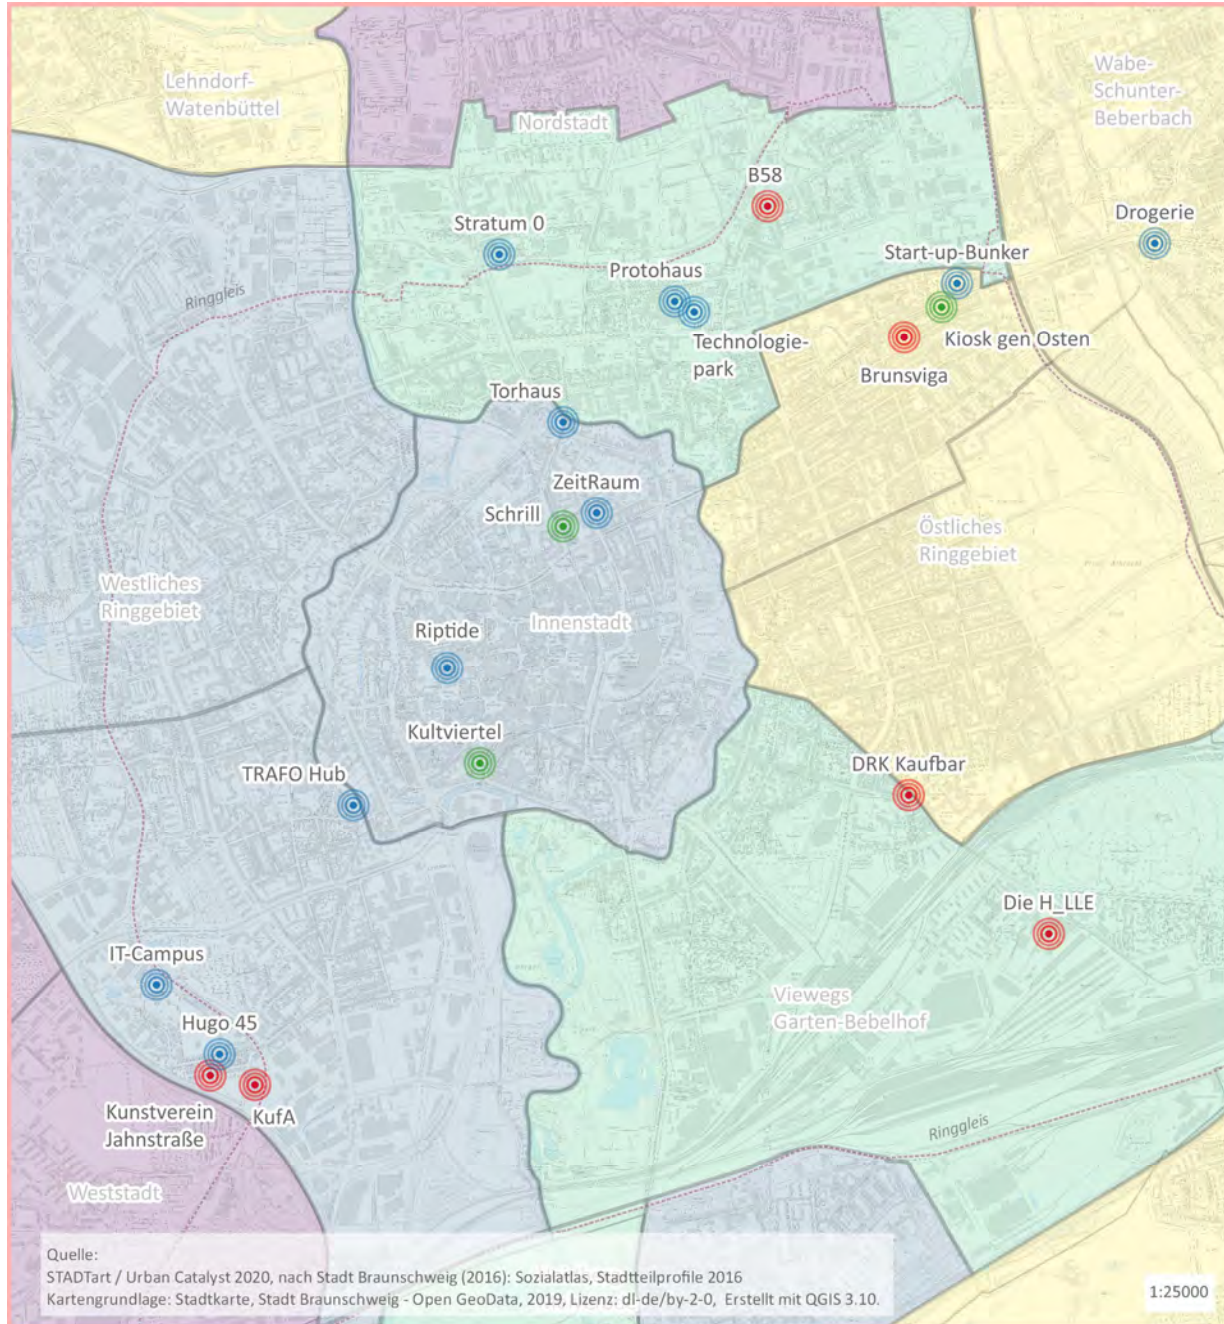 Lehndorf-
Watenbüttel
Wabe-
Schunter-
Beberbach
Nordstadt
B58
Drogerie
Stratum 0
Start-up-Bunker
Protohaus
Ringgleis
Technologie-
park
Kiosk gen Osten
Brunsviga
Torhaus
ZeitRaum
Schrill
Östliches
Ringgebiet
Westliches
Ringgebiet
Innenstadt
Riptide
Kultviertel
TRAFO Hub
DRK Kaufbar
Die H_LLE
IT-Campus
Viewegs
Garten-Bebelhof
Hugo 45
Kunstverein
Jahnstraße
KufA
Ringgleis
Weststadt
Quelle:
STADTart / Urban Catalyst 2020, nach Stadt Braunschweig (2016): Sozialatlas, Stadtteilprofile 2016
Kartengrundlage: Stadtkarte, Stadt Braunschweig - Open GeoData, 2019, Lizenz: dl-de/by-2-0, Erstellt mit QGIS 3.10.
1:25000